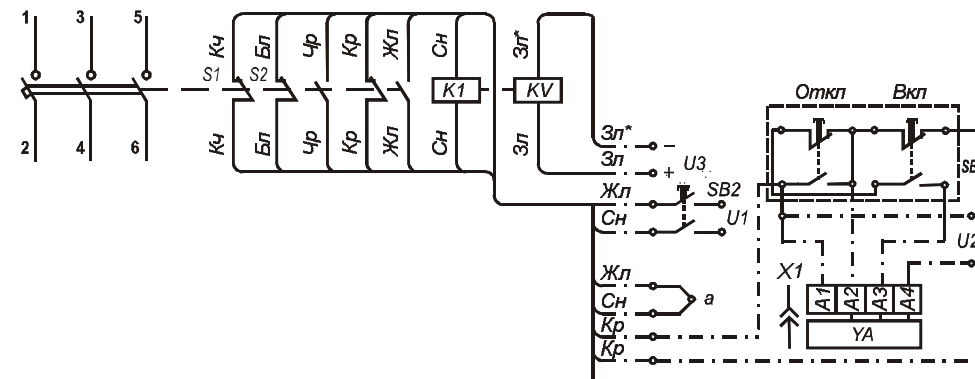 1 3 5
Кч Бл Чр Кр Жл Сн Зл*
S1 S2
K1 KV
2 4 6
Кч Бл Чр Кр Жл Сн Зл
Откл Вкл
Зл* −
Зл + U3
SB
Жл SB2
Сн U1
U2
Жл
Сн а
X1
A1 A2 A3 A4
Кр
YA
Кр